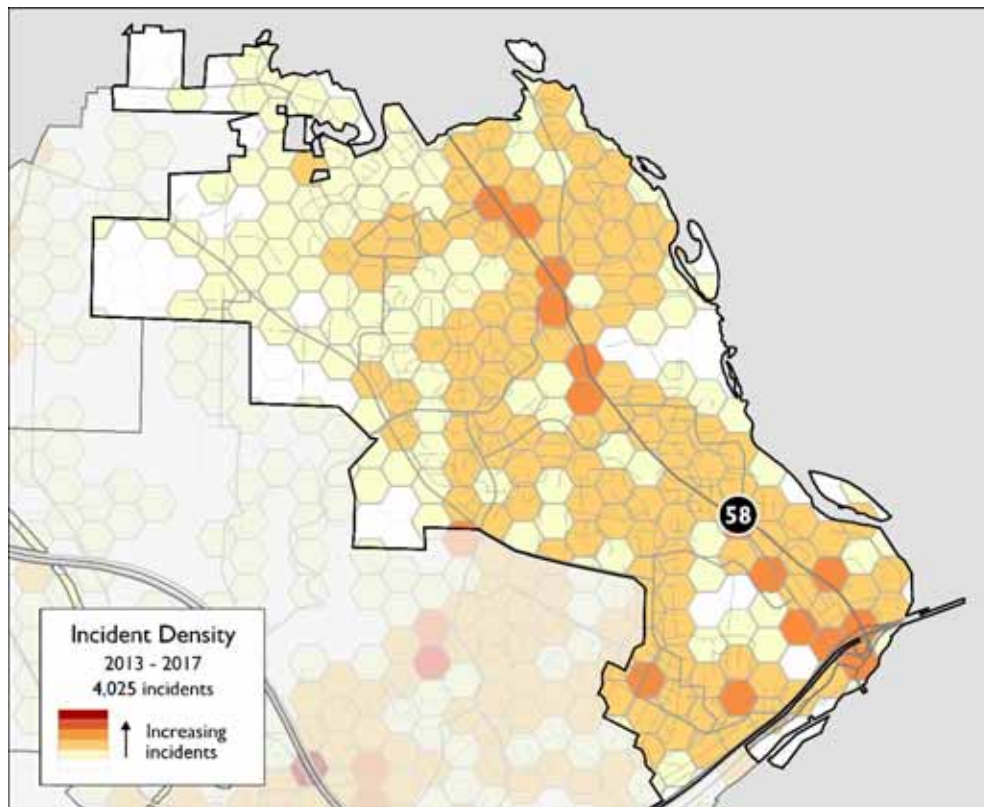 58
Incident Density
2013 - 2017
4,025 incidents
Increasing
incidents